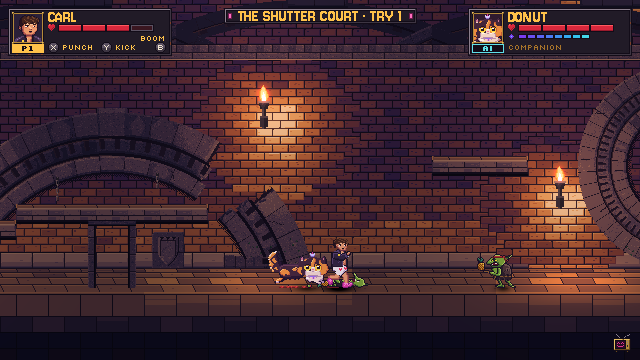 CARL
P1
X PUNCH Y KICK
BOOM
B
THE SHUTTER COURT · TRY 1
DONUT
AI
COMPANION